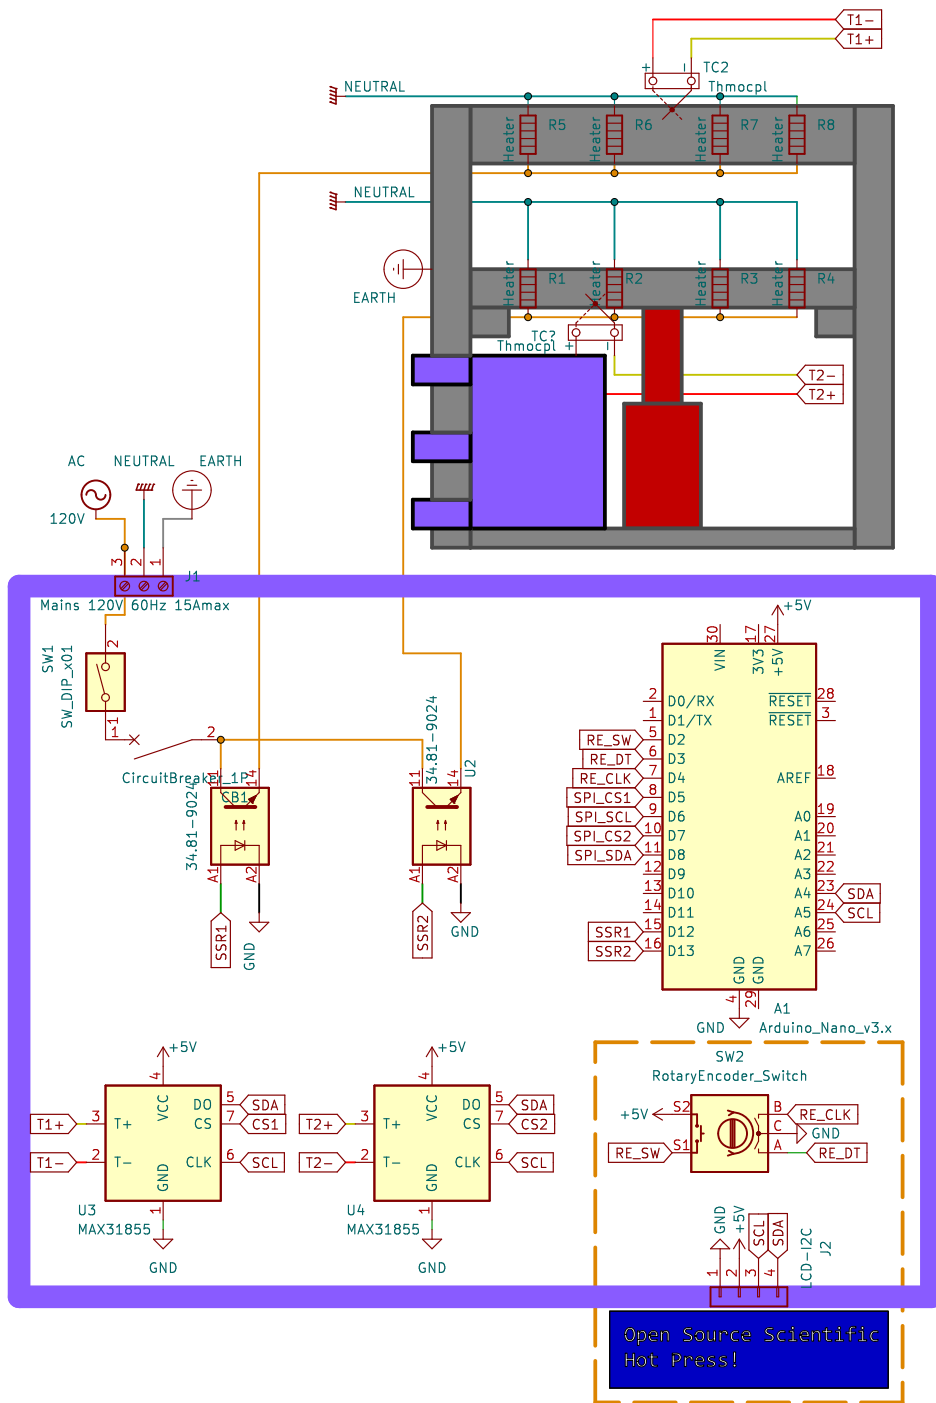 T1-
T1+
+
-
TC2
Thmocpl
NEUTRAL
Heater
R5
Heater
R6
Heater
R7
Heater
R8
NEUTRAL
EARTH
Heater
R1
Heater
R2
Heater
R3
Heater
R4
TC?
Thmocpl
+
-
T2-
T2+
AC
NEUTRAL
EARTH
120V
3
2
1
J1
Mains 120V 60Hz 15Amax
SW1
SW_DIP_x01
2
1
1
2
CircuitBreaker_1P
CB1
34.81-9024
11
14
A1
A2
SSR1
GND
34.81-9024
U2
11
14
A1
A2
SSR2
GND
+5V
30
17
27
VIN
3V3
+5V
2
D0/RX
RESET
28
1
D1/TX
RESET
3
RE_SW
5
D2
RE_DT
6
D3
RE_CLK
7
D4
AREF
18
SPI_CS1
8
D5
SPI_SCL
9
D6
A0
19
SPI_CS2
10
D7
A1
20
SPI_SDA
11
D8
A2
21
12
D9
A3
22
13
D10
A4
23
SDA
14
D11
A5
24
SCL
SSR1
15
D12
A6
25
SSR2
16
D13
A7
26
GND
GND
4
29
A1
GND
Arduino_Nano_v3.x
+5V
4
VCC
T1+
3
T+
DO
5
SDA
CS
7
CS1
T1-
2
T-
CLK
6
SCL
GND
1
U3
MAX31855
GND
+5V
4
VCC
T2+
3
T+
DO
5
SDA
CS
7
CS2
T2-
2
T-
CLK
6
SCL
GND
1
U4
MAX31855
GND
SW2
RotaryEncoder_Switch
+5V
S2
B
RE_CLK
C
GND
RE_SW
S1
A
RE_DT
GND
+5V
SCL
SDA
1
2
3
4
LCD-I2C
J2
Open Source Scientific
Hot Press!